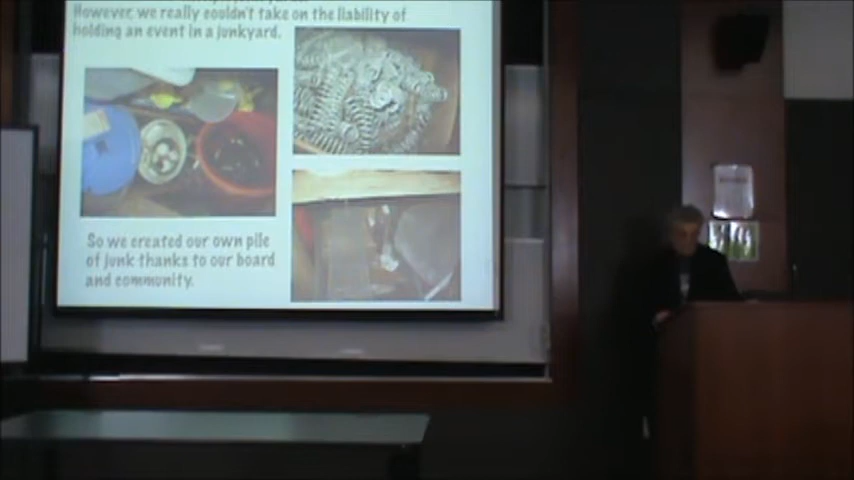 However, we really couldn't take on the liability of
holding an event in a junkyard.
So we created our own pile
of junk thanks to our board
and community.